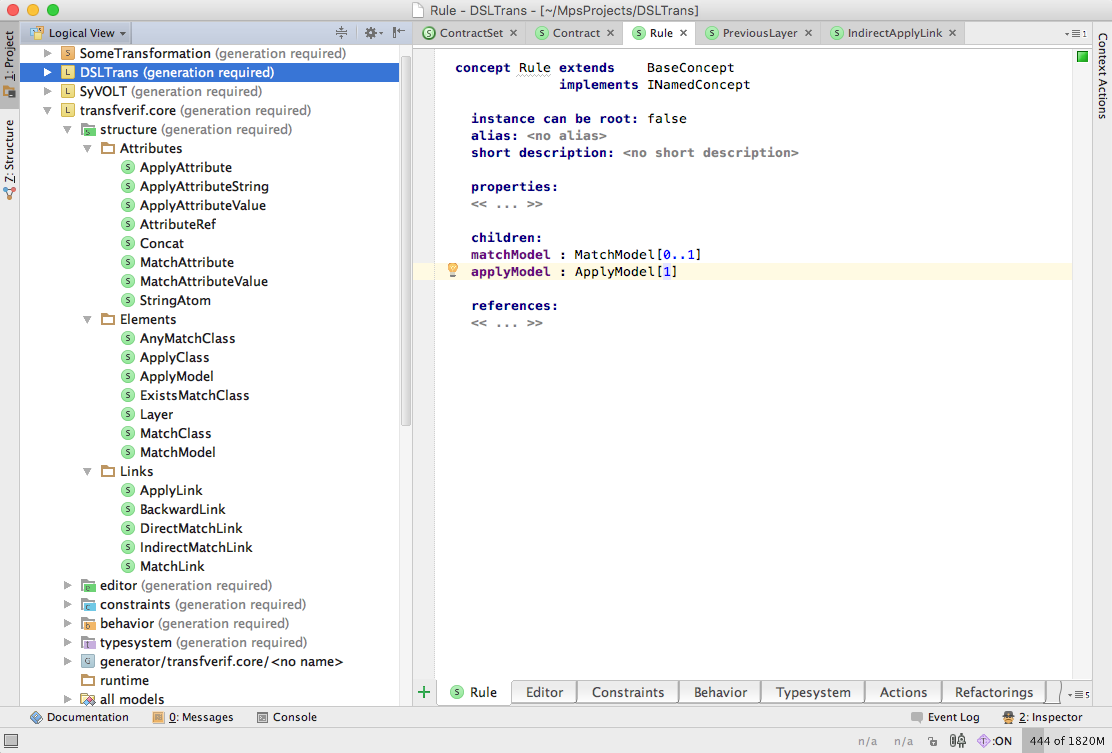 Rule - DSLTrans - [~/MpsProjects/DSLTrans]
Logical View
ContractSet
Contract
Rule
PreviousLayer
IndirectApplyLink
1
1: Project
Z: Structure
Context Actions
SomeTransformation (generation required)
DSLTrans (generation required)
SyVOLT (generation required)
transfverif.core (generation required)
structure (generation required)
Attributes
ApplyAttribute
ApplyAttributeString
ApplyAttributeValue
AttributeRef
Concat
MatchAttribute
MatchAttributeValue
StringAtom
Elements
AnyMatchClass
ApplyClass
ApplyModel
ExistsMatchClass
Layer
MatchClass
MatchModel
Links
ApplyLink
BackwardLink
DirectMatchLink
IndirectMatchLink
MatchLink
editor (generation required)
constraints (generation required)
behavior (generation required)
typesystem (generation required)
generator/transfverif.core/<no name>
runtime
all models
concept Rule extends BaseConcept
implements INamedConcept
instance can be root: false
alias: <no alias>
short description: <no short description>
properties:
<< ... >>
children:
matchModel : MatchModel[0..1]
applyModel : ApplyModel[1]
references:
<< ... >>
Rule
Editor
Constraints
Behavior
Typesystem
Actions
Refactorings
5
Documentation
0: Messages
Console
Event Log
2: Inspector
n/a
n/a
T :ON
444 of 1820M